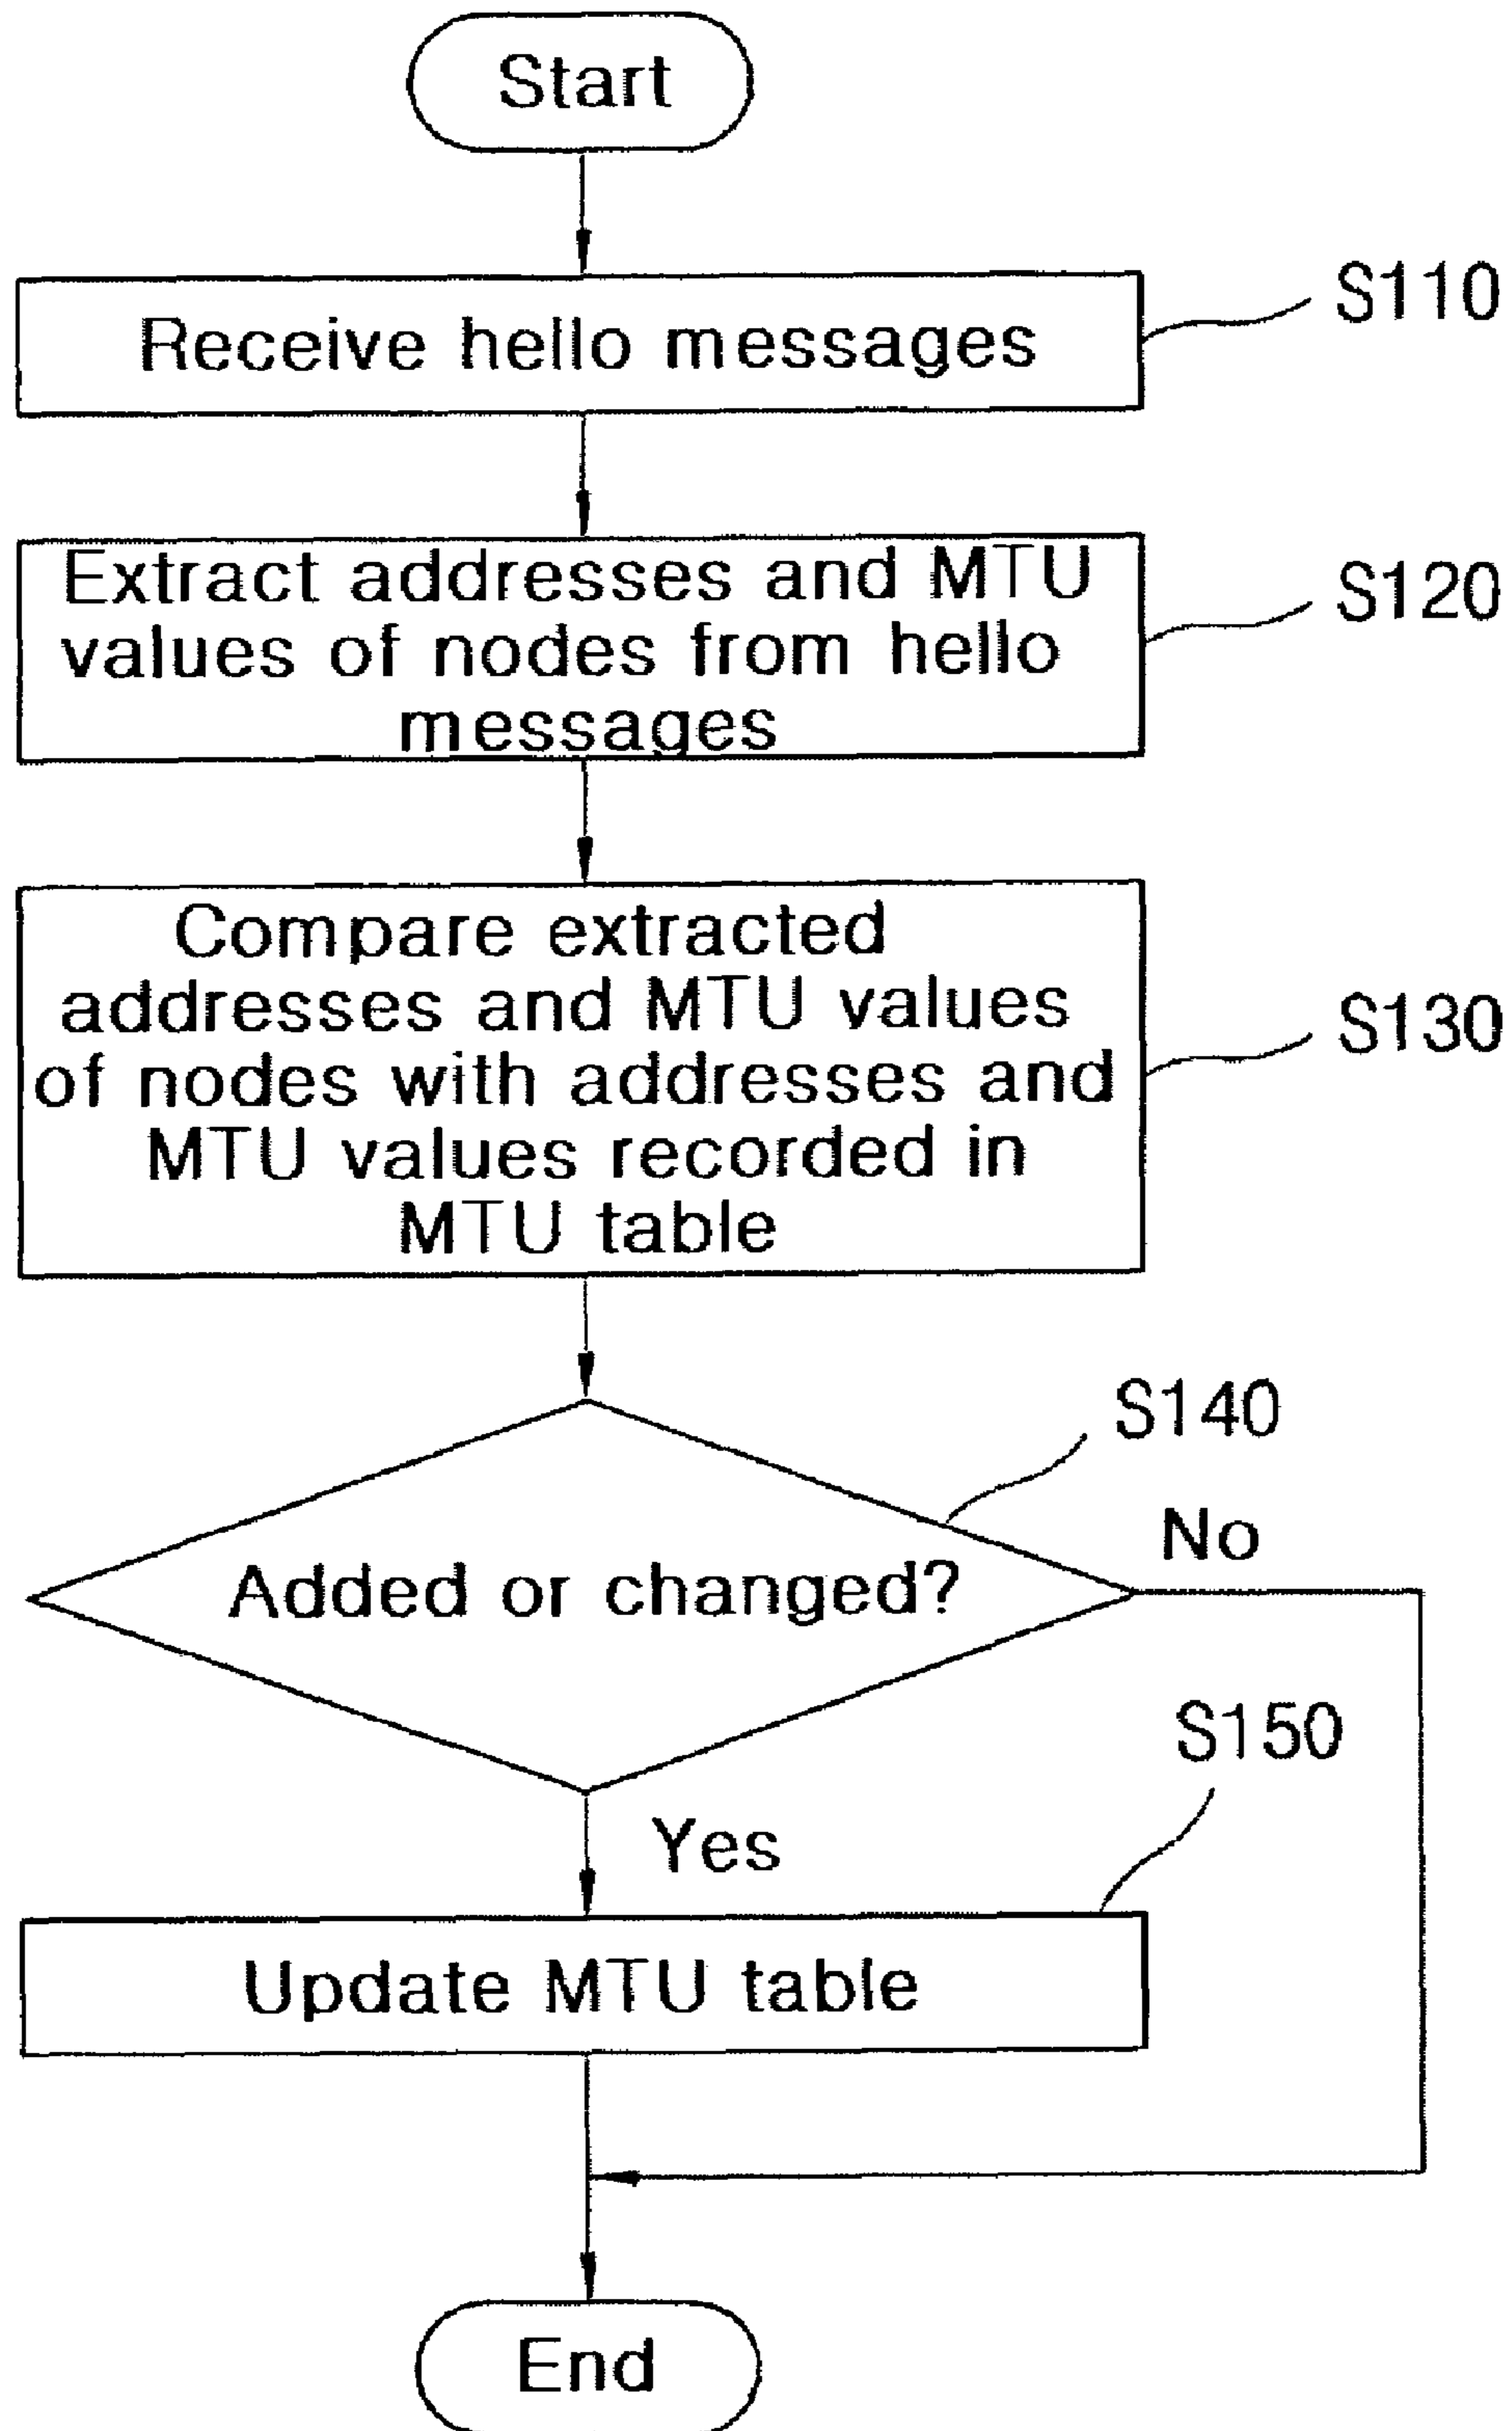 Start
Receive hello messages
S110
Extract addresses and MTU
values of nodes from hello
messages
S120
Compare extracted
addresses and MTU values
of nodes with addresses and
MTU values recorded in
MTU table
S130
S140
Added or changed?
No
Yes
S150
Update MTU table
End